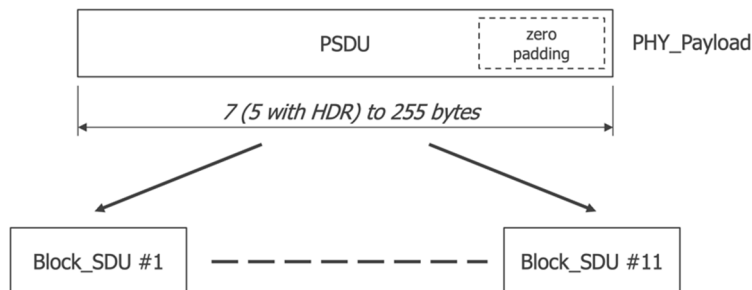 PSDU
zero
padding
PHY_Payload
7 (5 with HDR) to 255 bytes
Block_SDU #1
Block_SDU #11